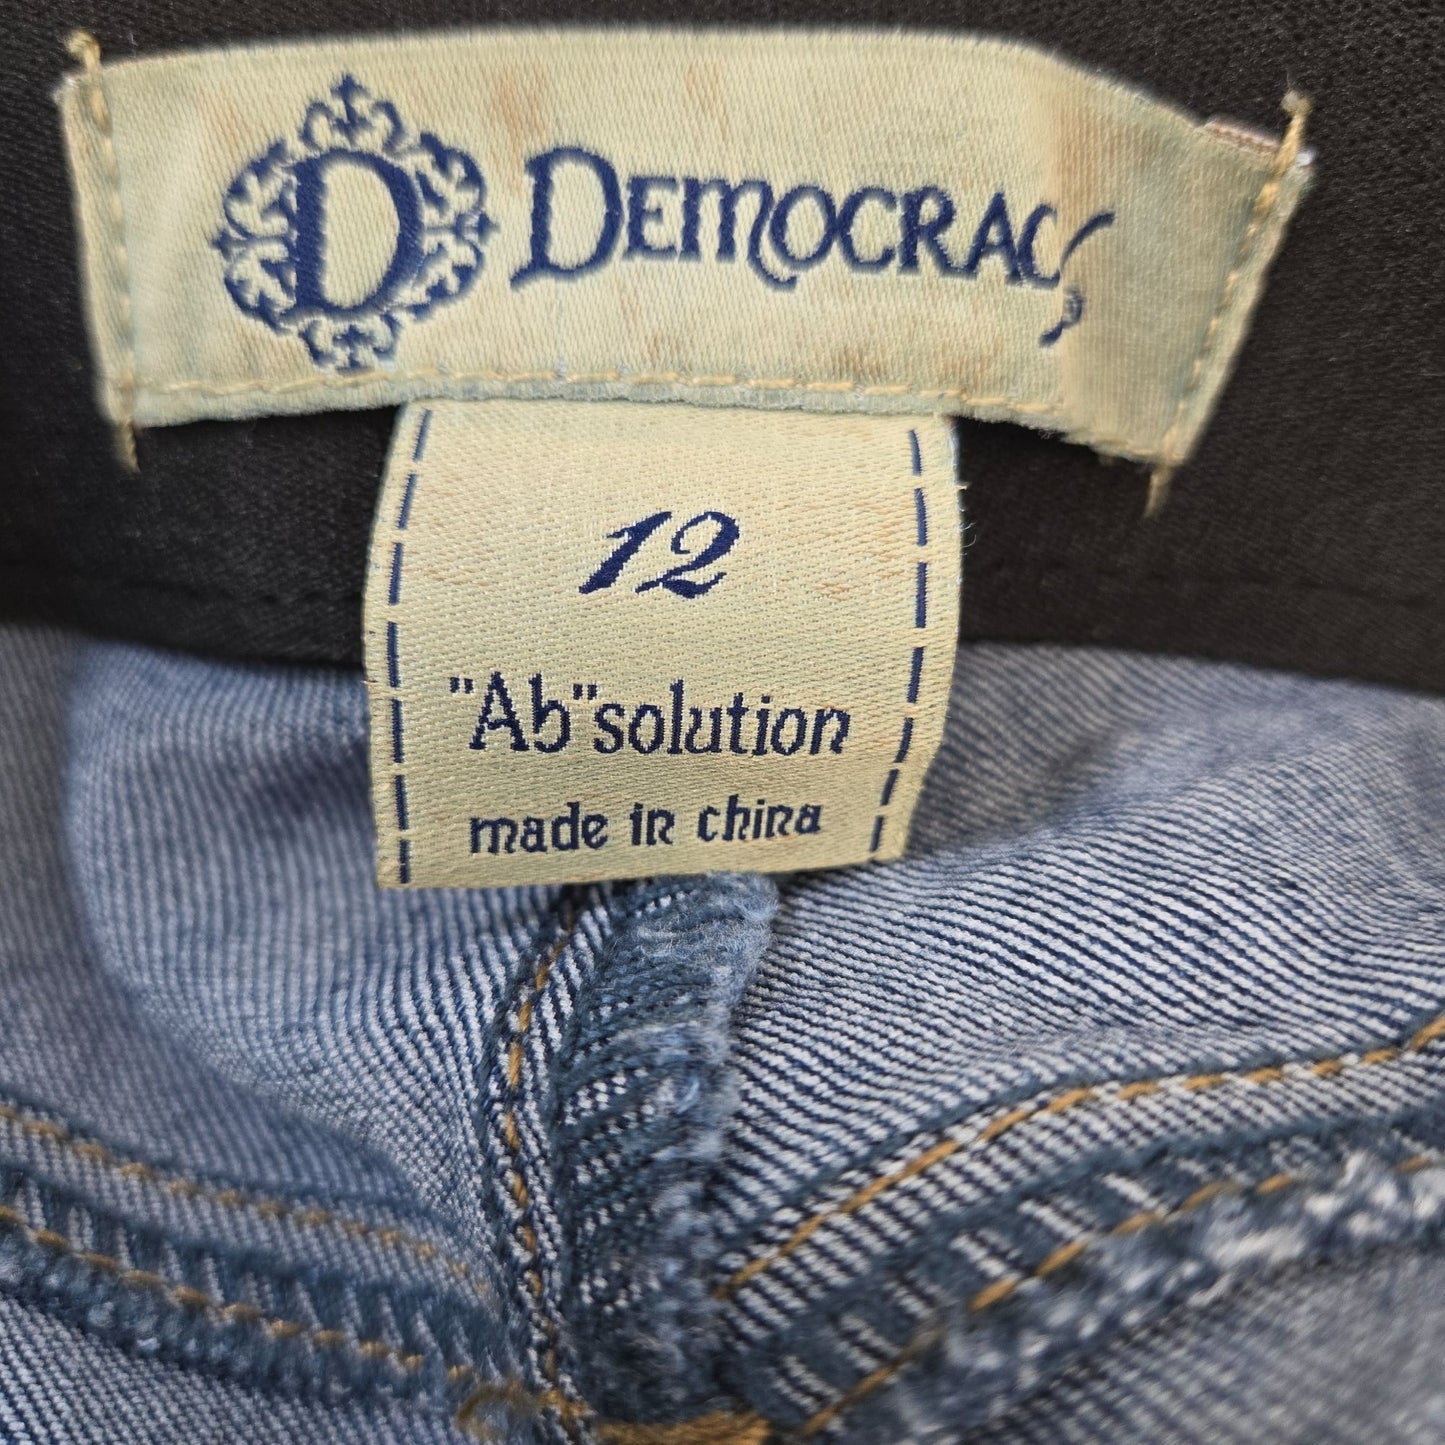 D DEMOCRACY
12
"Ab"solution
made in china